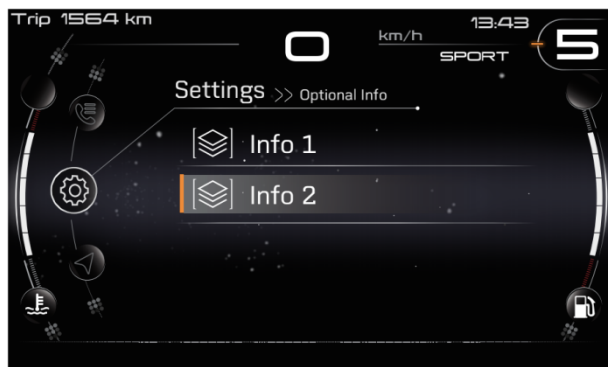 Trip 1564 km
0
km/h
13:43
SPORT
5
Settings >> Optional Info
Info 1
Info 2